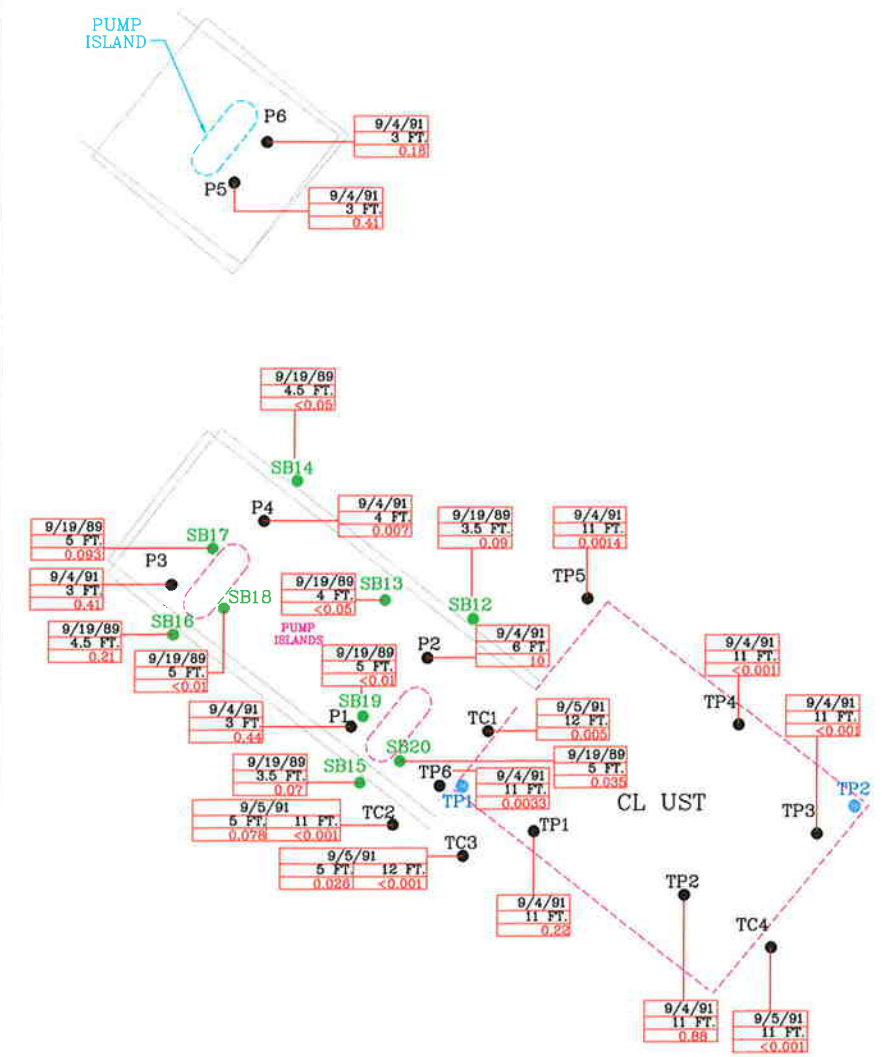 PUMP
ISLAND
P6
9/4/91
3 FT.
0.18
P5
9/4/91
3 FT.
0.41
9/19/89
4.5 FT.
<0.05
SB14
P4
9/4/91
4 FT.
0.007
9/19/89
3.5 FT.
0.09
9/4/91
11 FT.
0.0014
9/19/89
5 FT.
0.093
SB17
P3
9/4/91
3 FT.
0.41
9/19/89
4 FT.
<0.05
SB13
TP5
SB18
SB12
SB16
9/19/89
4.5 FT.
0.21
PUMP
ISLANDS
9/19/89
5 FT.
<0.01
9/19/89
5 FT.
<0.01
P2
9/4/91
6 FT.
10
9/4/91
11 FT.
<0.001
TP4
9/4/91
3 FT.
0.44
P1
SB19
TC1
9/5/91
12 FT.
0.005
9/4/91
11 FT.
<0.001
9/19/89
3.5 FT.
0.07
SB15
SB20
9/19/89
5 FT.
0.035
TP6
TP1
9/4/91
11 FT.
0.0033
CL UST
TP2
TP3
9/5/91
5 FT. 11 FT.
0.078 <0.001
TC2
TP1
9/5/91
5 FT. 12 FT.
0.026 <0.001
TC3
TP2
9/4/91
11 FT.
0.22
TC4
9/4/91
11 FT.
0.88
9/5/91
11 FT.
<0.001